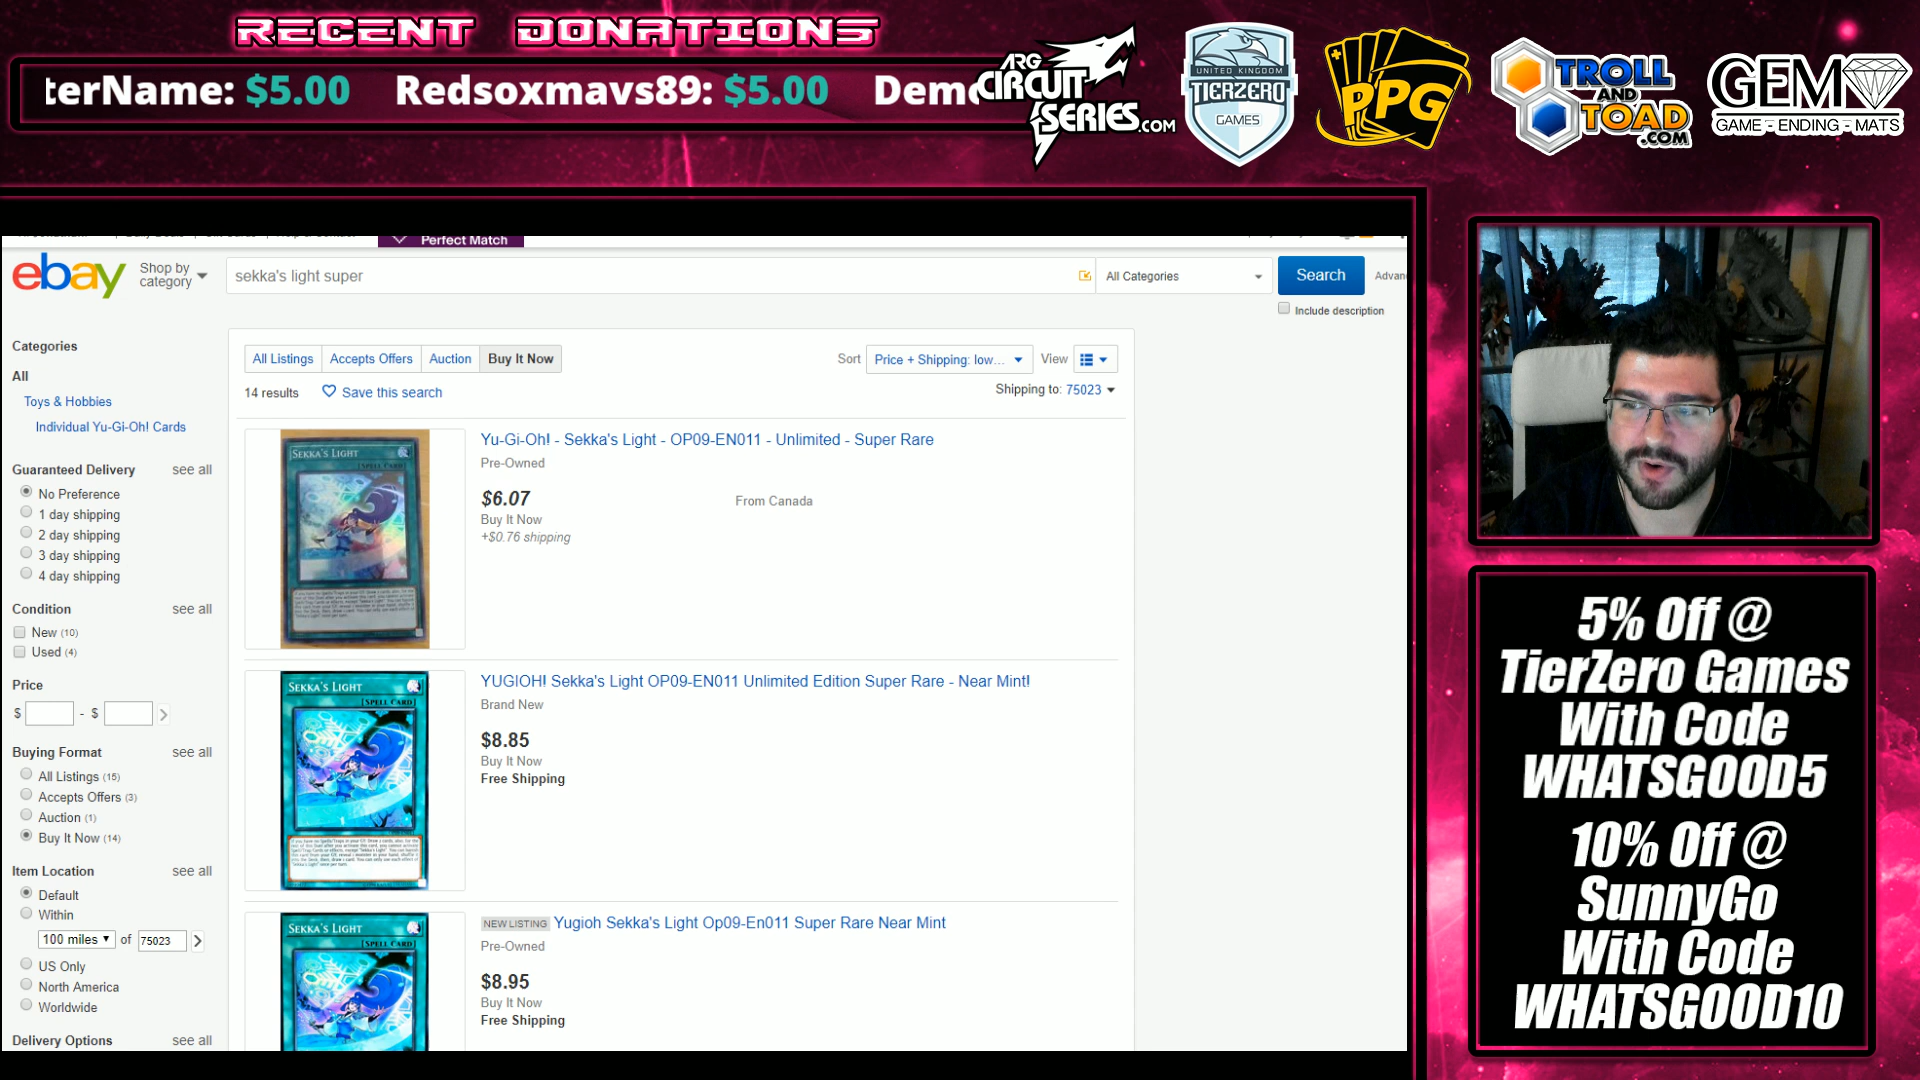 RECENT DONATIONS
terName: $5.00 Redsoxmavs89: $5.00 Demo
ARG
CIRCUIT
SERIES.COM
UNITED KINGDOM
TIERZERO
GAMES
PPG
TROLL
AND
TOAD
.COM
GEM
GAME - ENDING - MATS
Perfect Match
ebay
Shop by
category
sekka's light super
All Categories
Search
Advan
Include description
Categories
All
Toys & Hobbies
Individual Yu-Gi-Oh! Cards
Guaranteed Delivery see all
No Preference
1 day shipping
2 day shipping
3 day shipping
4 day shipping
Condition see all
New (10)
Used (4)
Price
$ - $
Buying Format see all
All Listings (15)
Accepts Offers (3)
Auction (1)
Buy It Now (14)
Item Location see all
Default
Within
100 miles of 75023
US Only
North America
Worldwide
Delivery Options see all
All Listings Accepts Offers Auction Buy It Now
Sort Price + Shipping: low... View
14 results Save this search
Shipping to: 75023
SEKKA'S LIGHT
[SPELL CARD]
Yu-Gi-Oh! - Sekka's Light - OP09-EN011 - Unlimited - Super Rare
Pre-Owned
$6.07
From Canada
Buy It Now
+$0.76 shipping
SEKKA'S LIGHT
[SPELL CARD]
YUGIOH! Sekka's Light OP09-EN011 Unlimited Edition Super Rare - Near Mint!
Brand New
$8.85
Buy It Now
Free Shipping
SEKKA'S LIGHT
[SPELL CARD]
NEW LISTING Yugioh Sekka's Light Op09-En011 Super Rare Near Mint
Pre-Owned
$8.95
Buy It Now
Free Shipping
5% Off @
TierZero Games
With Code
WHATSGOOD5
10% Off @
SunnyGo
With Code
WHATSGOOD10